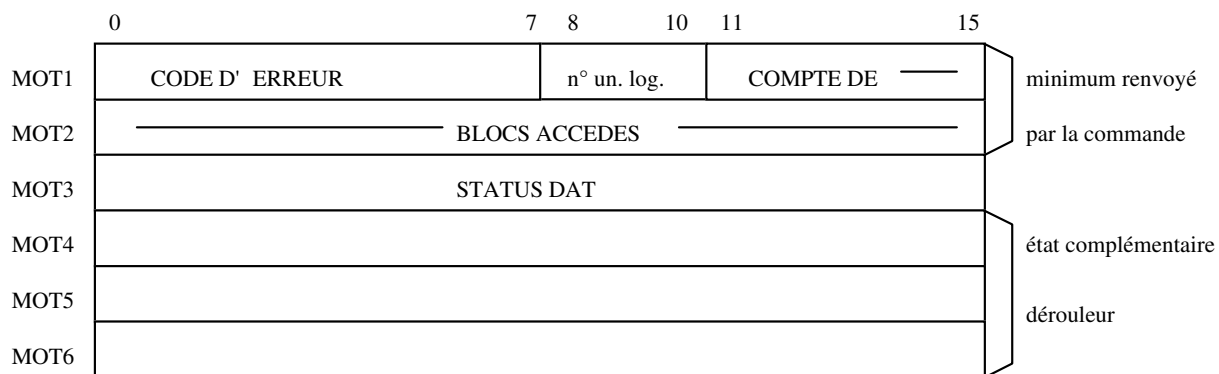 0 7 8 10 11 15
MOT1 CODE D' ERREUR n° un. log. COMPTE DE minimum renvoyé
MOT2 BLOCS ACCEDES par la commande
MOT3 STATUS DAT
MOT4 état complémentaire
MOT5 dérouleur
MOT6